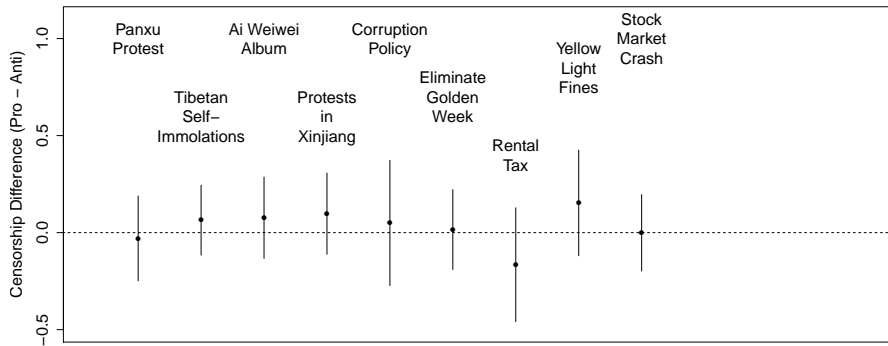 Censorship Difference (Pro − Anti)
1.0
0.5
0.0
−0.5
Panxu
Protest
Tibetan
Self−
Immolations
Ai Weiwei
Album
Protests
in
Xinjiang
Corruption
Policy
Eliminate
Golden
Week
Rental
Tax
Yellow
Light
Fines
Stock
Market
Crash